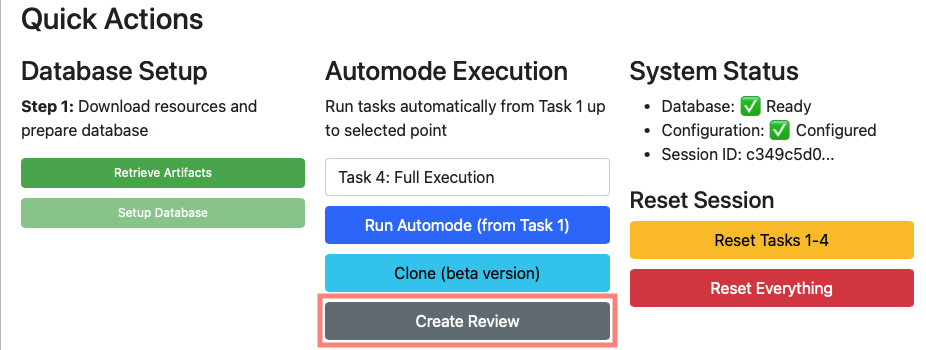 Quick Actions
Database Setup
Step 1: Download resources and
prepare database
Retrieve Artifacts
Setup Database
Automode Execution
Run tasks automatically from Task 1 up
to selected point
Task 4: Full Execution
Run Automode (from Task 1)
Clone (beta version)
Create Review
System Status
• Database: ✅ Ready
• Configuration: ✅ Configured
• Session ID: c349c5d0...
Reset Session
Reset Tasks 1-4
Reset Everything